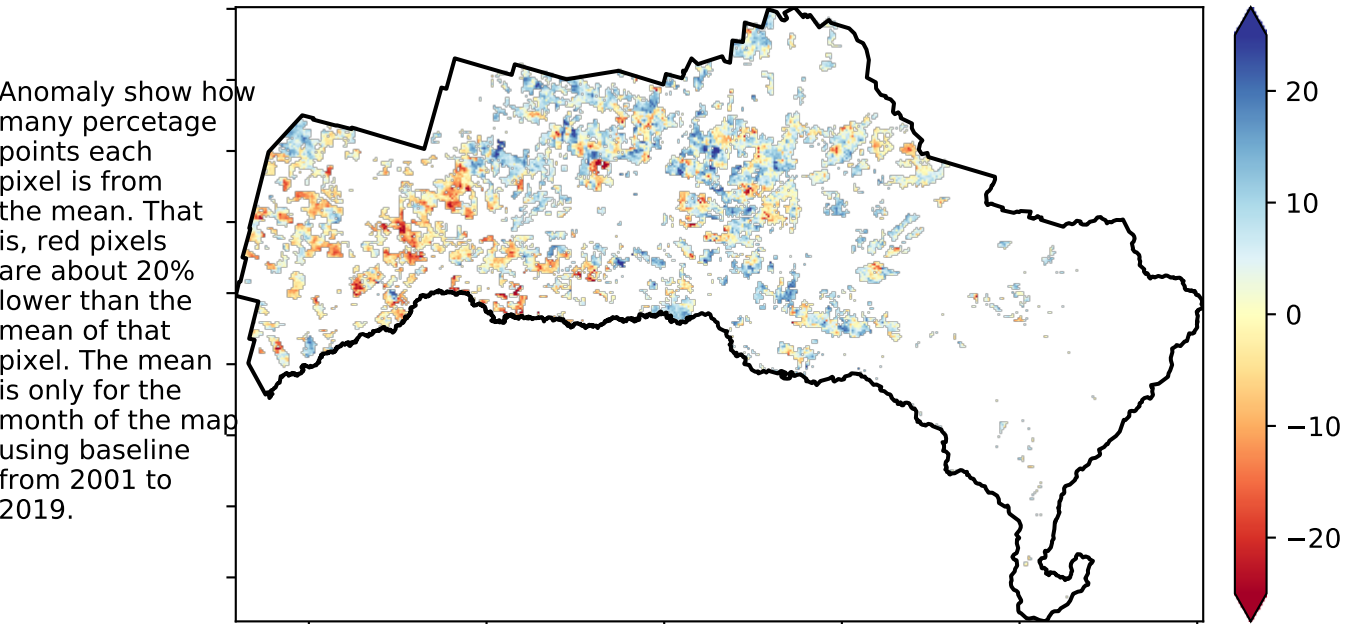 Anomaly show how
many percetage
points each
pixel is from
the mean. That
is, red pixels
are about 20%
lower than the
mean of that
pixel. The mean
is only for the
month of the map
using baseline
from 2001 to
2019.
20
10
0
−10
−20